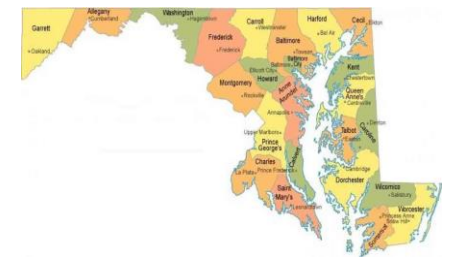 Allegany
Cumberland
Garrett
Oakland
Washington
Hagerstown
Frederick
Frederick
Carroll
Westminster
Baltimore
Towson
Harford
Bel Air
Cecil
Elkton
Baltimore City
Ellicott City
Howard
Montgomery
Rockville
Anne Arundel
Annapolis
Kent
Chestertown
Queen Anne's
Centreville
Upper Marlboro
Prince George's
Talbot
Easton
Caroline
Denton
Charles
La Plata
Prince Frederick
Calvert
Cambridge
Dorchester
Saint Mary's
Leonardtown
Wicomico
Salisbury
Worcester
Princess Anne
Snow Hill
Somerset